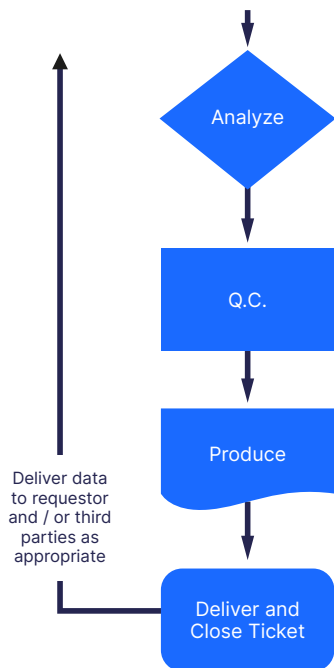 Analyze
Q.C.
Produce
Deliver data
to requestor
and / or third
parties as
appropriate
Deliver and
Close Ticket